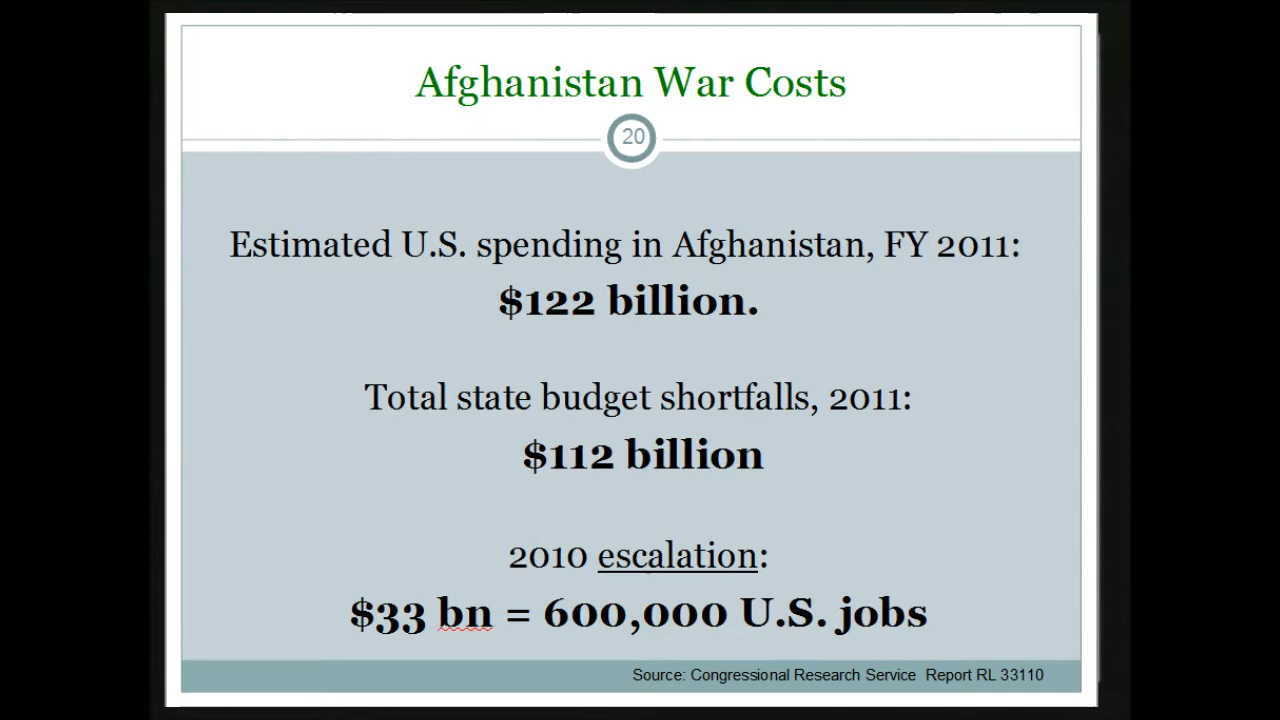 Afghanistan War Costs
20
Estimated U.S. spending in Afghanistan, FY 2011:
$122 billion.
Total state budget shortfalls, 2011:
$112 billion
2010 escalation:
$33 bn = 600,000 U.S. jobs
Source: Congressional Research Service Report RL 33110